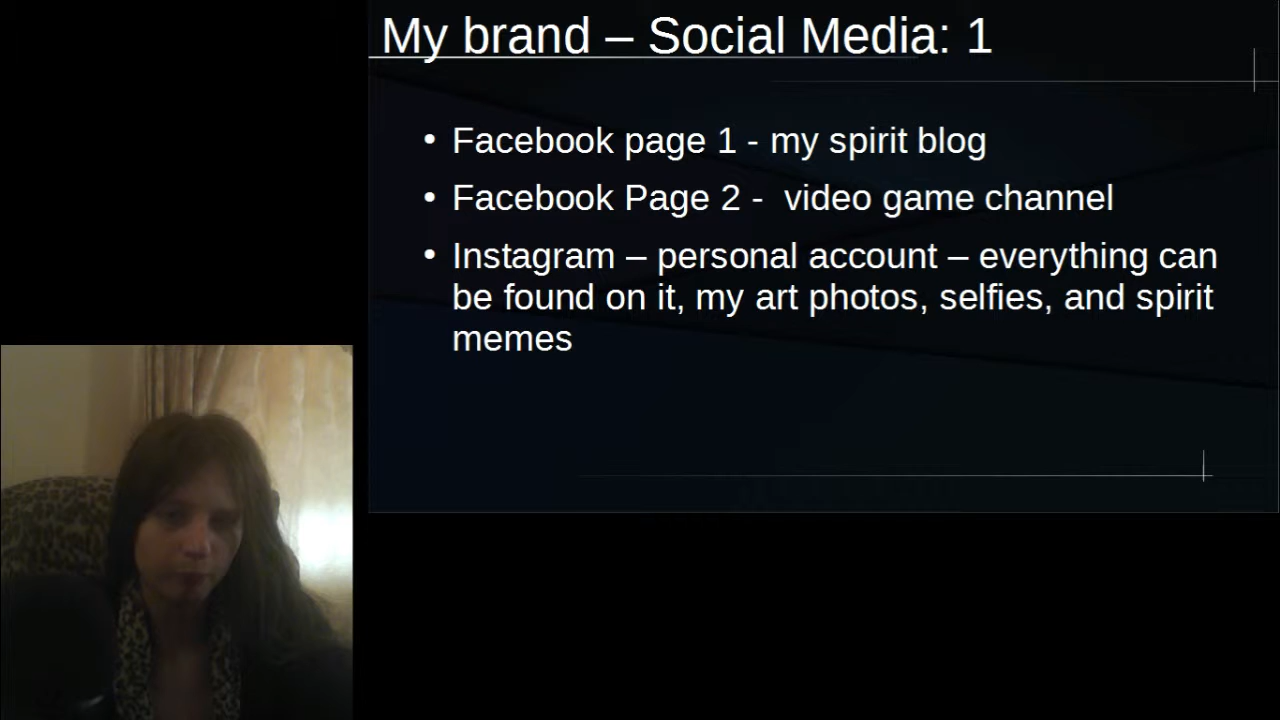 My brand – Social Media: 1
• Facebook page 1 - my spirit blog
• Facebook Page 2 -  video game channel
• Instagram – personal account – everything can
be found on it, my art photos, selfies, and spirit
memes